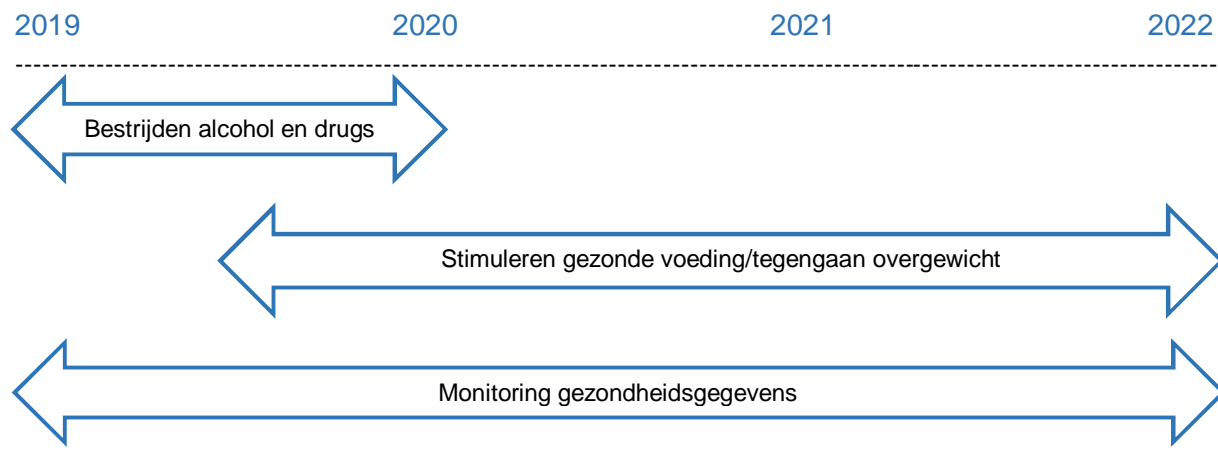 2019 2020 2021 2022
Bestrijden alcohol en drugs
Stimuleren gezonde voeding/tegengaan overgewicht
Monitoring gezondheidsgegevens